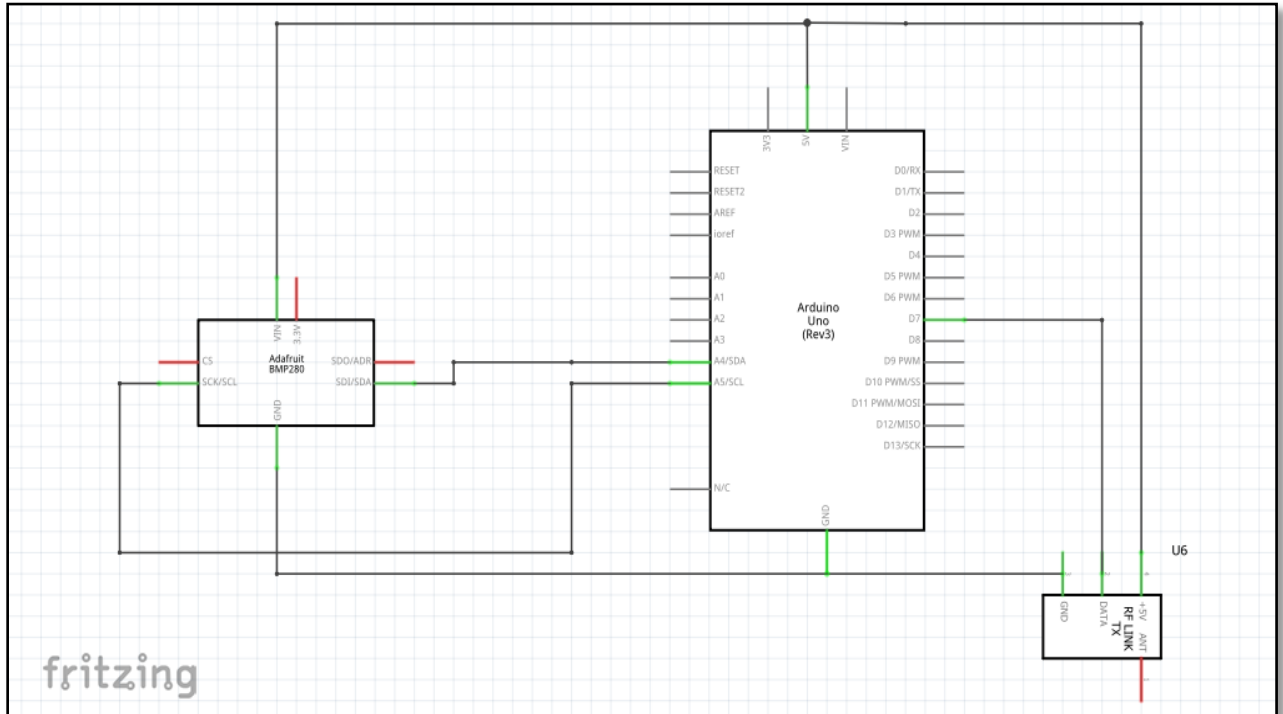 3V3
5V
VIN
RESET
RESET2
AREF
ioref
A0
A1
A2
A3
A4/SDA
A5/SCL
N/C
D0/RX
D1/TX
D2
D3 PWM
D4
D5 PWM
D6 PWM
D7
D8
D9 PWM
D10 PWM/SS
D11 PWM/MOSI
D12/MISO
D13/SCK
Arduino
Uno
(Rev3)
GND
VIN
3.3V
CS
SCK/SCL
Adafruit
BMP280
SDO/ADR
SDI/SDA
GND
U6
GND
DATA
RF LINK
TX
+5V
ANT
fritzing